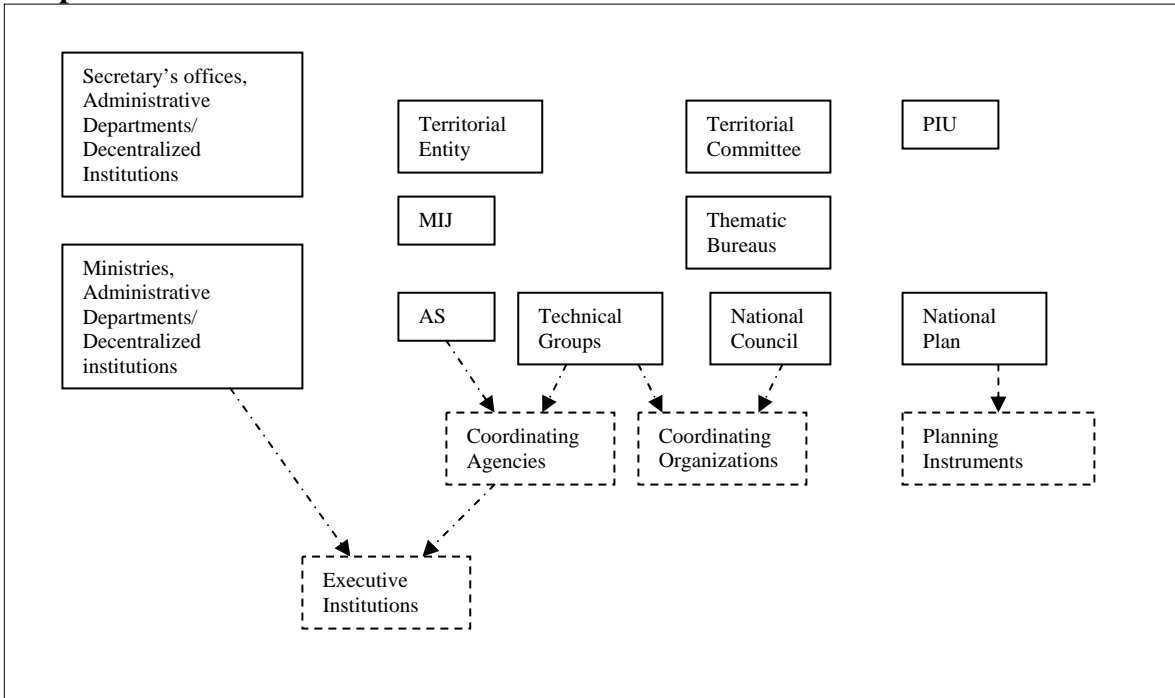 Secretary's offices,
Administrative
Departments/
Decentralized
Institutions
Territorial
Entity
Territorial
Committee
PIU
MIJ
Thematic
Bureaus
Ministries,
Administrative
Departments/
Decentralized
institutions
AS
Technical
Groups
National
Council
National
Plan
Coordinating
Agencies
Coordinating
Organizations
Planning
Instruments
Executive
Institutions